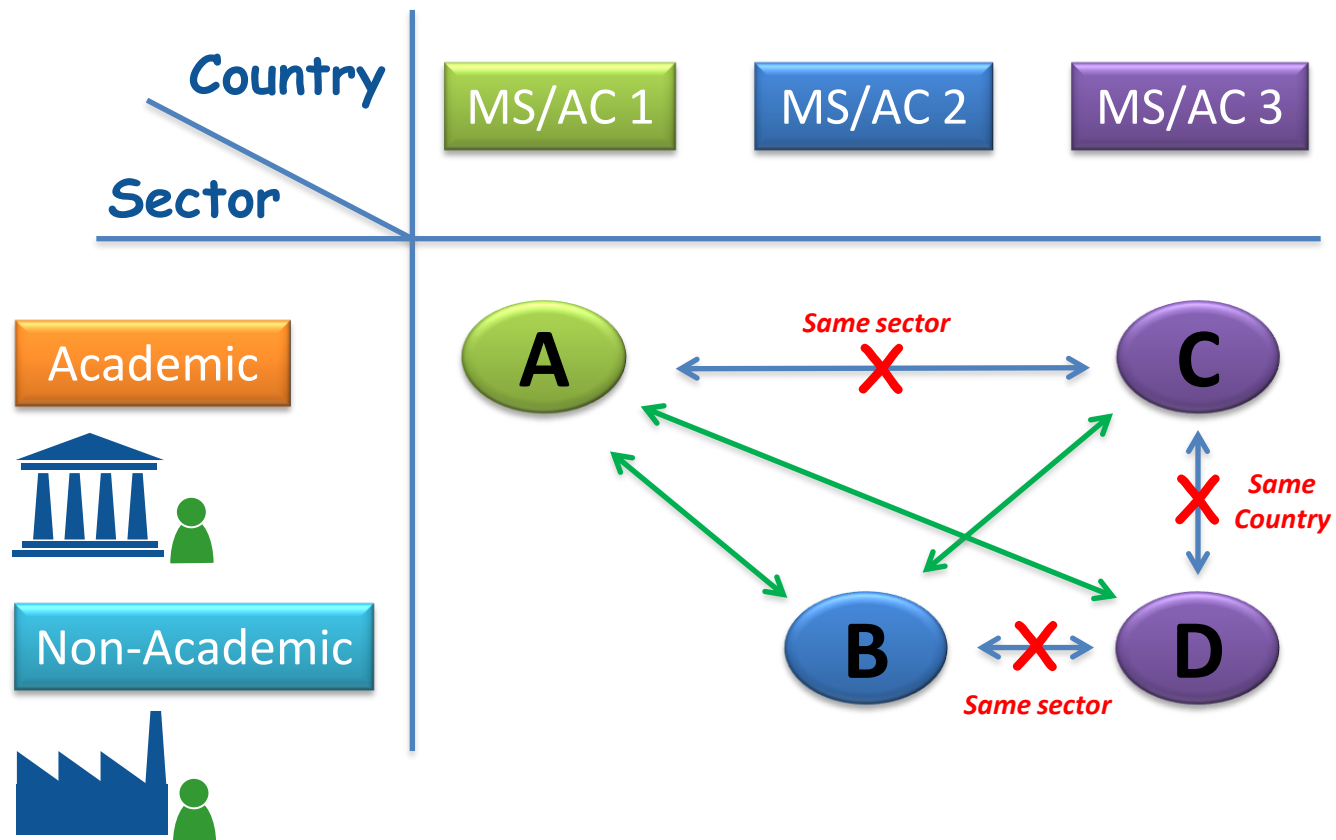 Country
MS/AC 1
MS/AC 2
MS/AC 3
Sector
Academic
A
Same sector
X
C
X
Same
Country
Non-Academic
B
X
D
Same sector